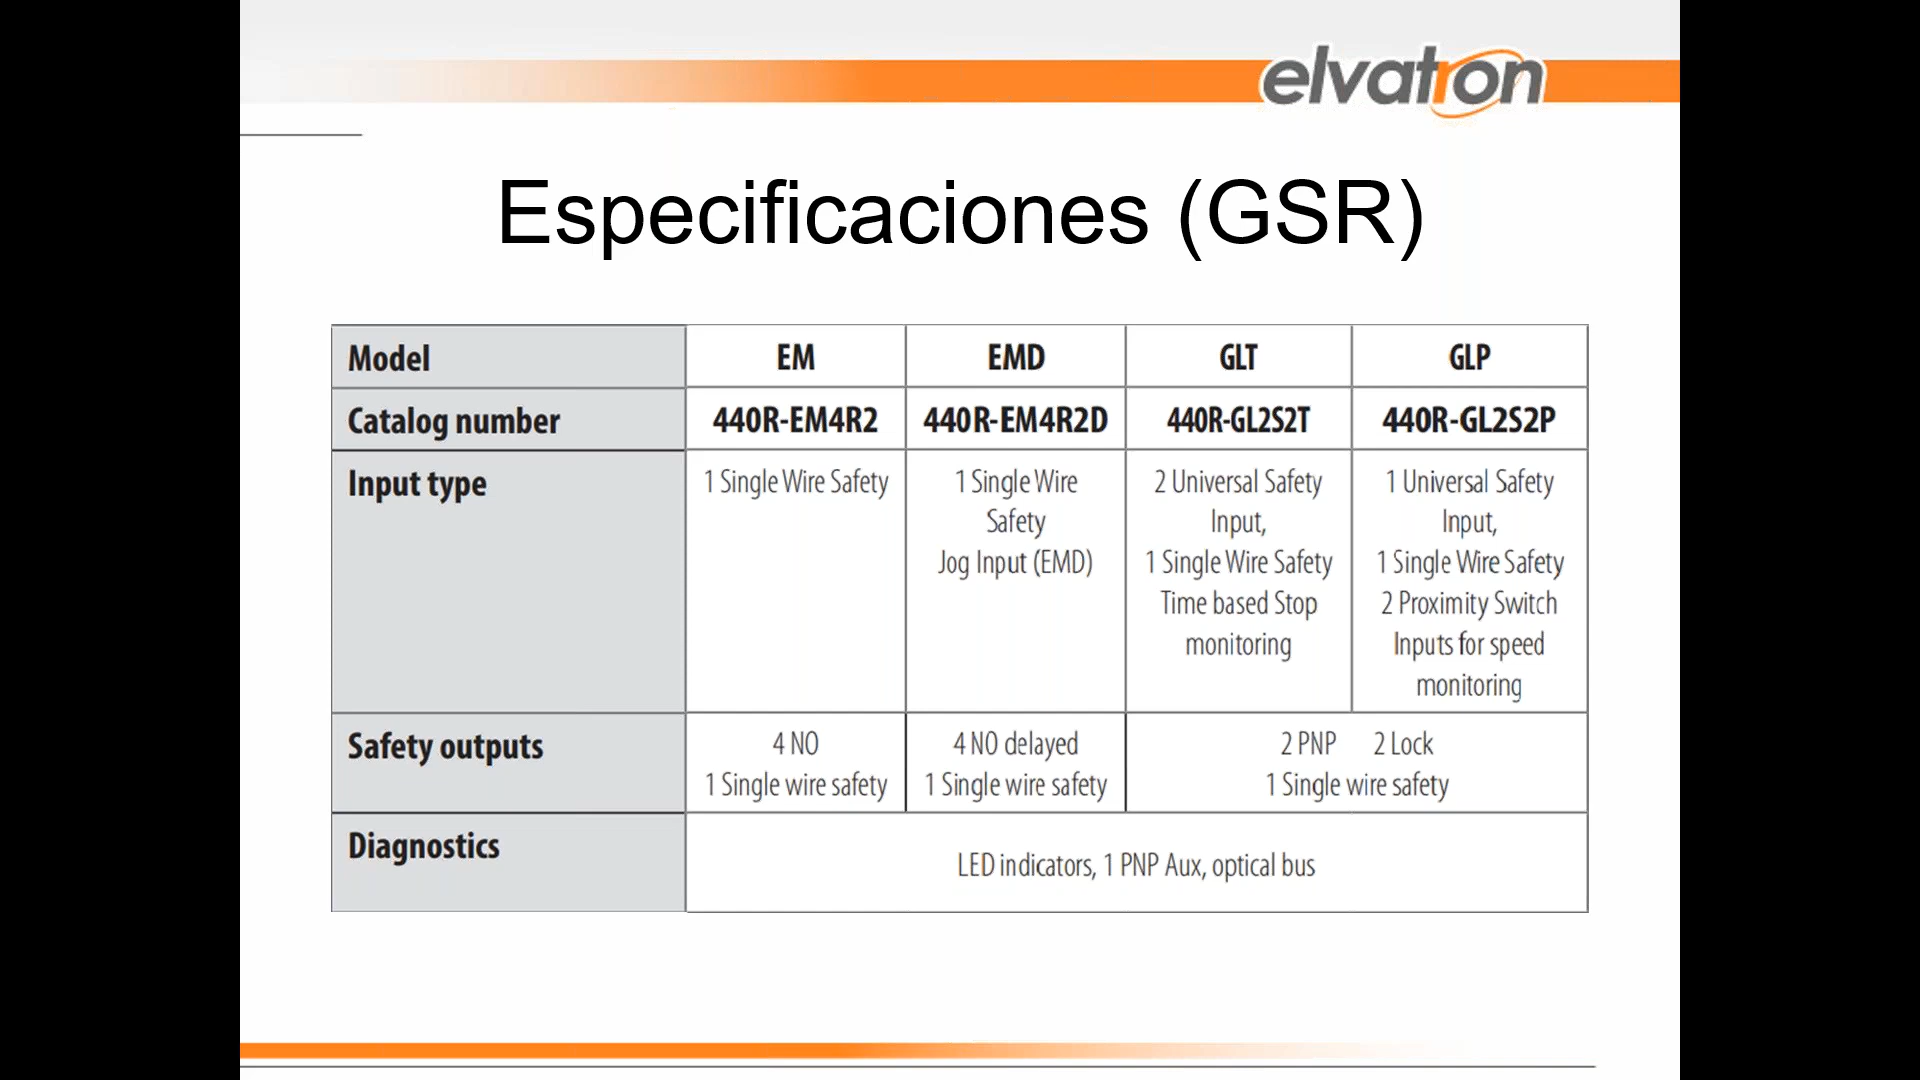 elvatron
Especificaciones (GSR)
Model EM EMD GLT GLP
Catalog number 440R-EM4R2 440R-EM4R2D 440R-GL2S2T 440R-GL2S2P
Input type
1 Single Wire Safety
1 Single Wire
Safety
Jog Input (EMD)
2 Universal Safety
Input,
1 Single Wire Safety
Time based Stop
monitoring
1 Universal Safety
Input,
1 Single Wire Safety
2 Proximity Switch
Inputs for speed
monitoring
Safety outputs
4 NO
1 Single wire safety
4 NO delayed
1 Single wire safety
2 PNP 2 Lock
1 Single wire safety
Diagnostics
LED indicators, 1 PNP Aux, optical bus